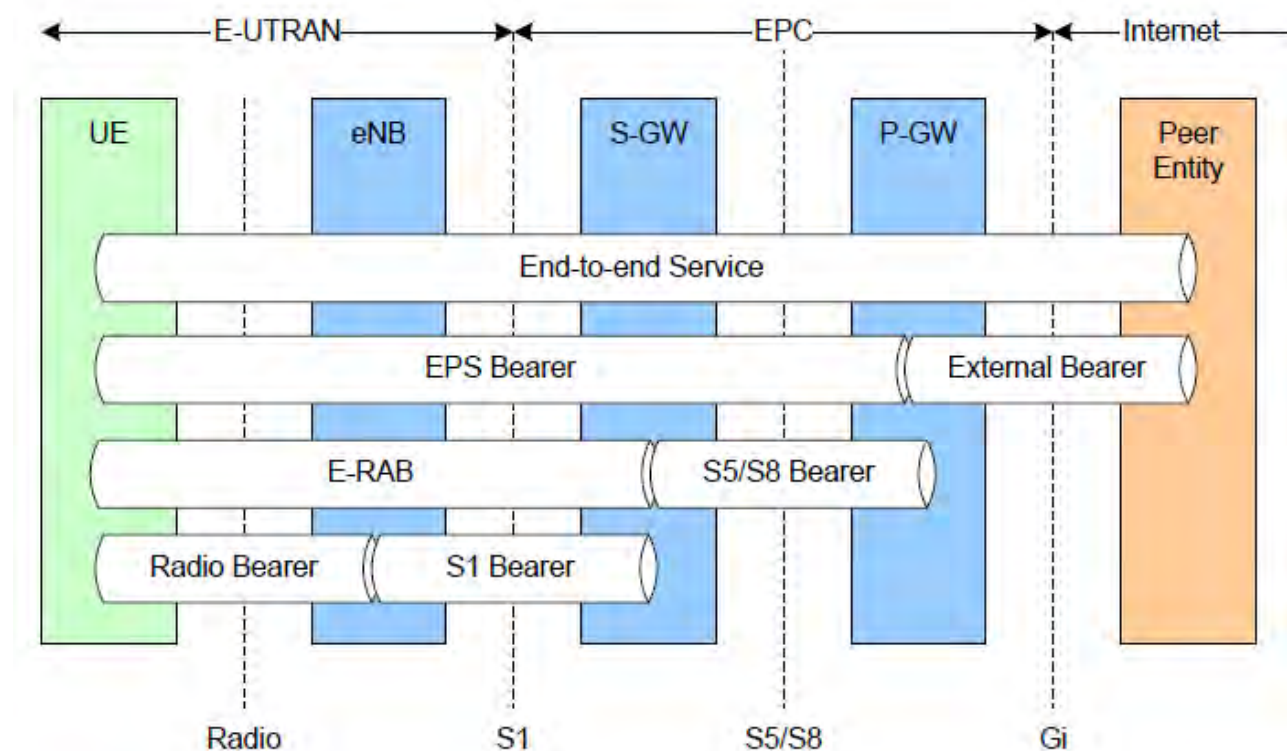 E-UTRAN
EPC
Internet
UE
eNB
S-GW
P-GW
Peer
Entity
End-to-end Service
EPS Bearer
External Bearer
E-RAB
S5/S8 Bearer
Radio Bearer
S1 Bearer
Radio
S1
S5/S8
Gi